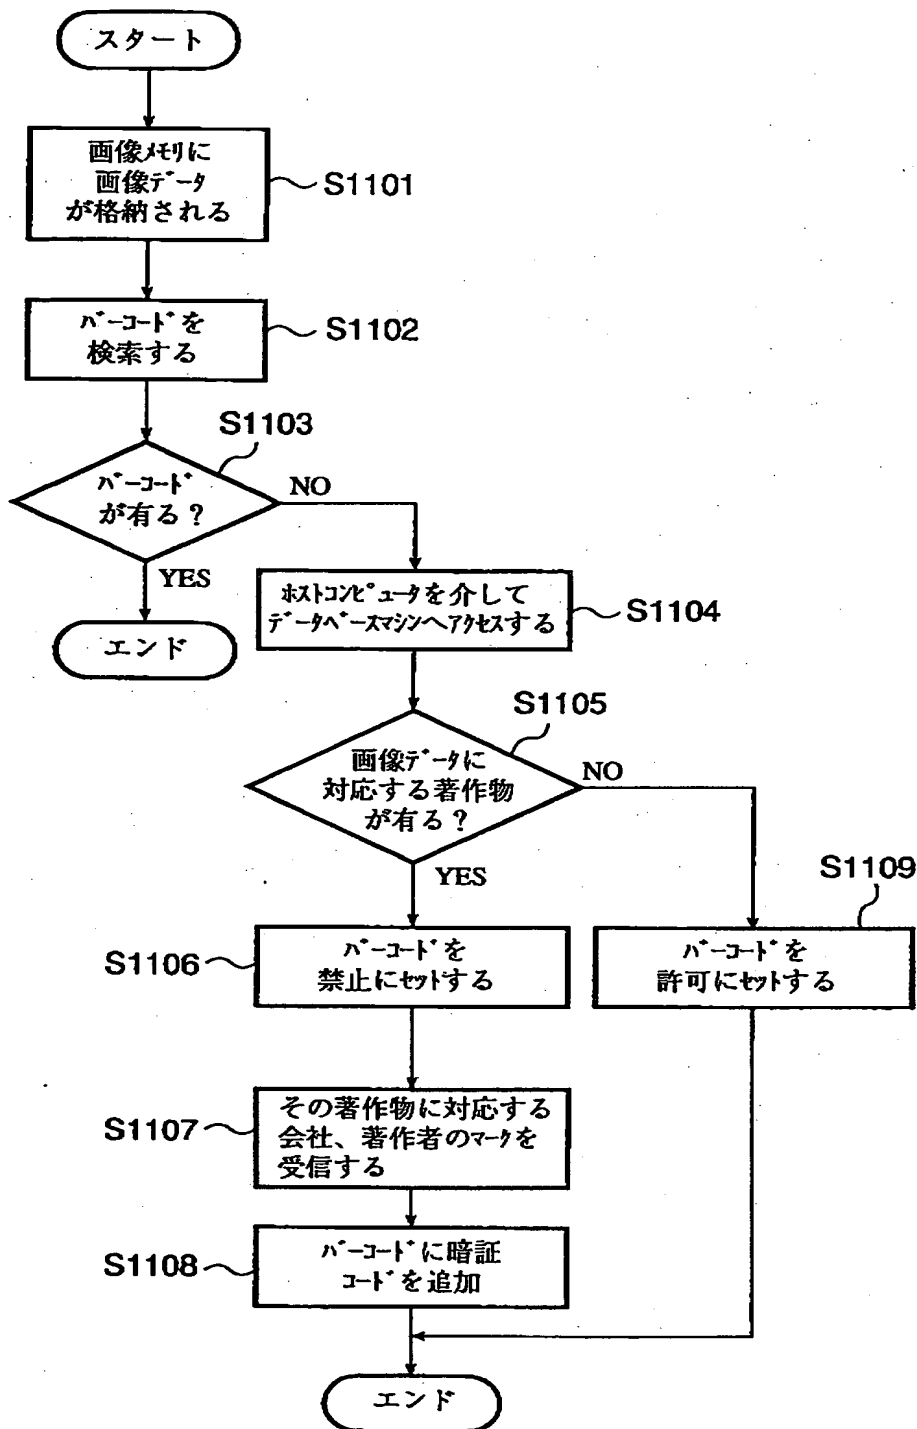 スタート
画像ﾒﾓﾘに
画像ﾃﾞｰﾀ
が格納される
S1101
ﾊﾞｰｺｰﾄﾞを
検索する
S1102
S1103
ﾊﾞｰｺｰﾄﾞ
が有る？
NO
YES
エンド
ﾎｽﾄｺﾝﾋﾟｭｰﾀを介して
ﾃﾞｰﾀﾍﾞｰｽﾏｼﾝへｱｸｾｽする
S1104
S1105
画像ﾃﾞｰﾀに
対応する著作物
が有る？
NO
YES
S1109
S1106
ﾊﾞｰｺｰﾄﾞを
禁止にｾｯﾄする
ﾊﾞｰｺｰﾄﾞを
許可にｾｯﾄする
S1107
その著作物に対応する
会社、著作者のﾏｰｸを
受信する
S1108
ﾊﾞｰｺｰﾄﾞに暗証
ｺｰﾄﾞを追加
エンド